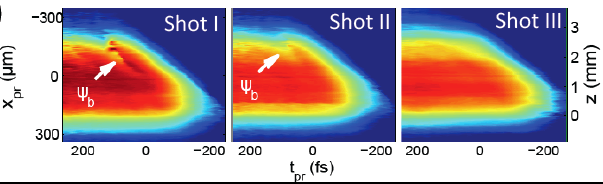 )
Shot I
Shot II
Shot III
x_pr (μm)
-300
0
300
ψ_b
ψ_b
3
2
1
0
z (mm)
200 0 -200
200 0 -200
200 0 -200
t_pr (fs)